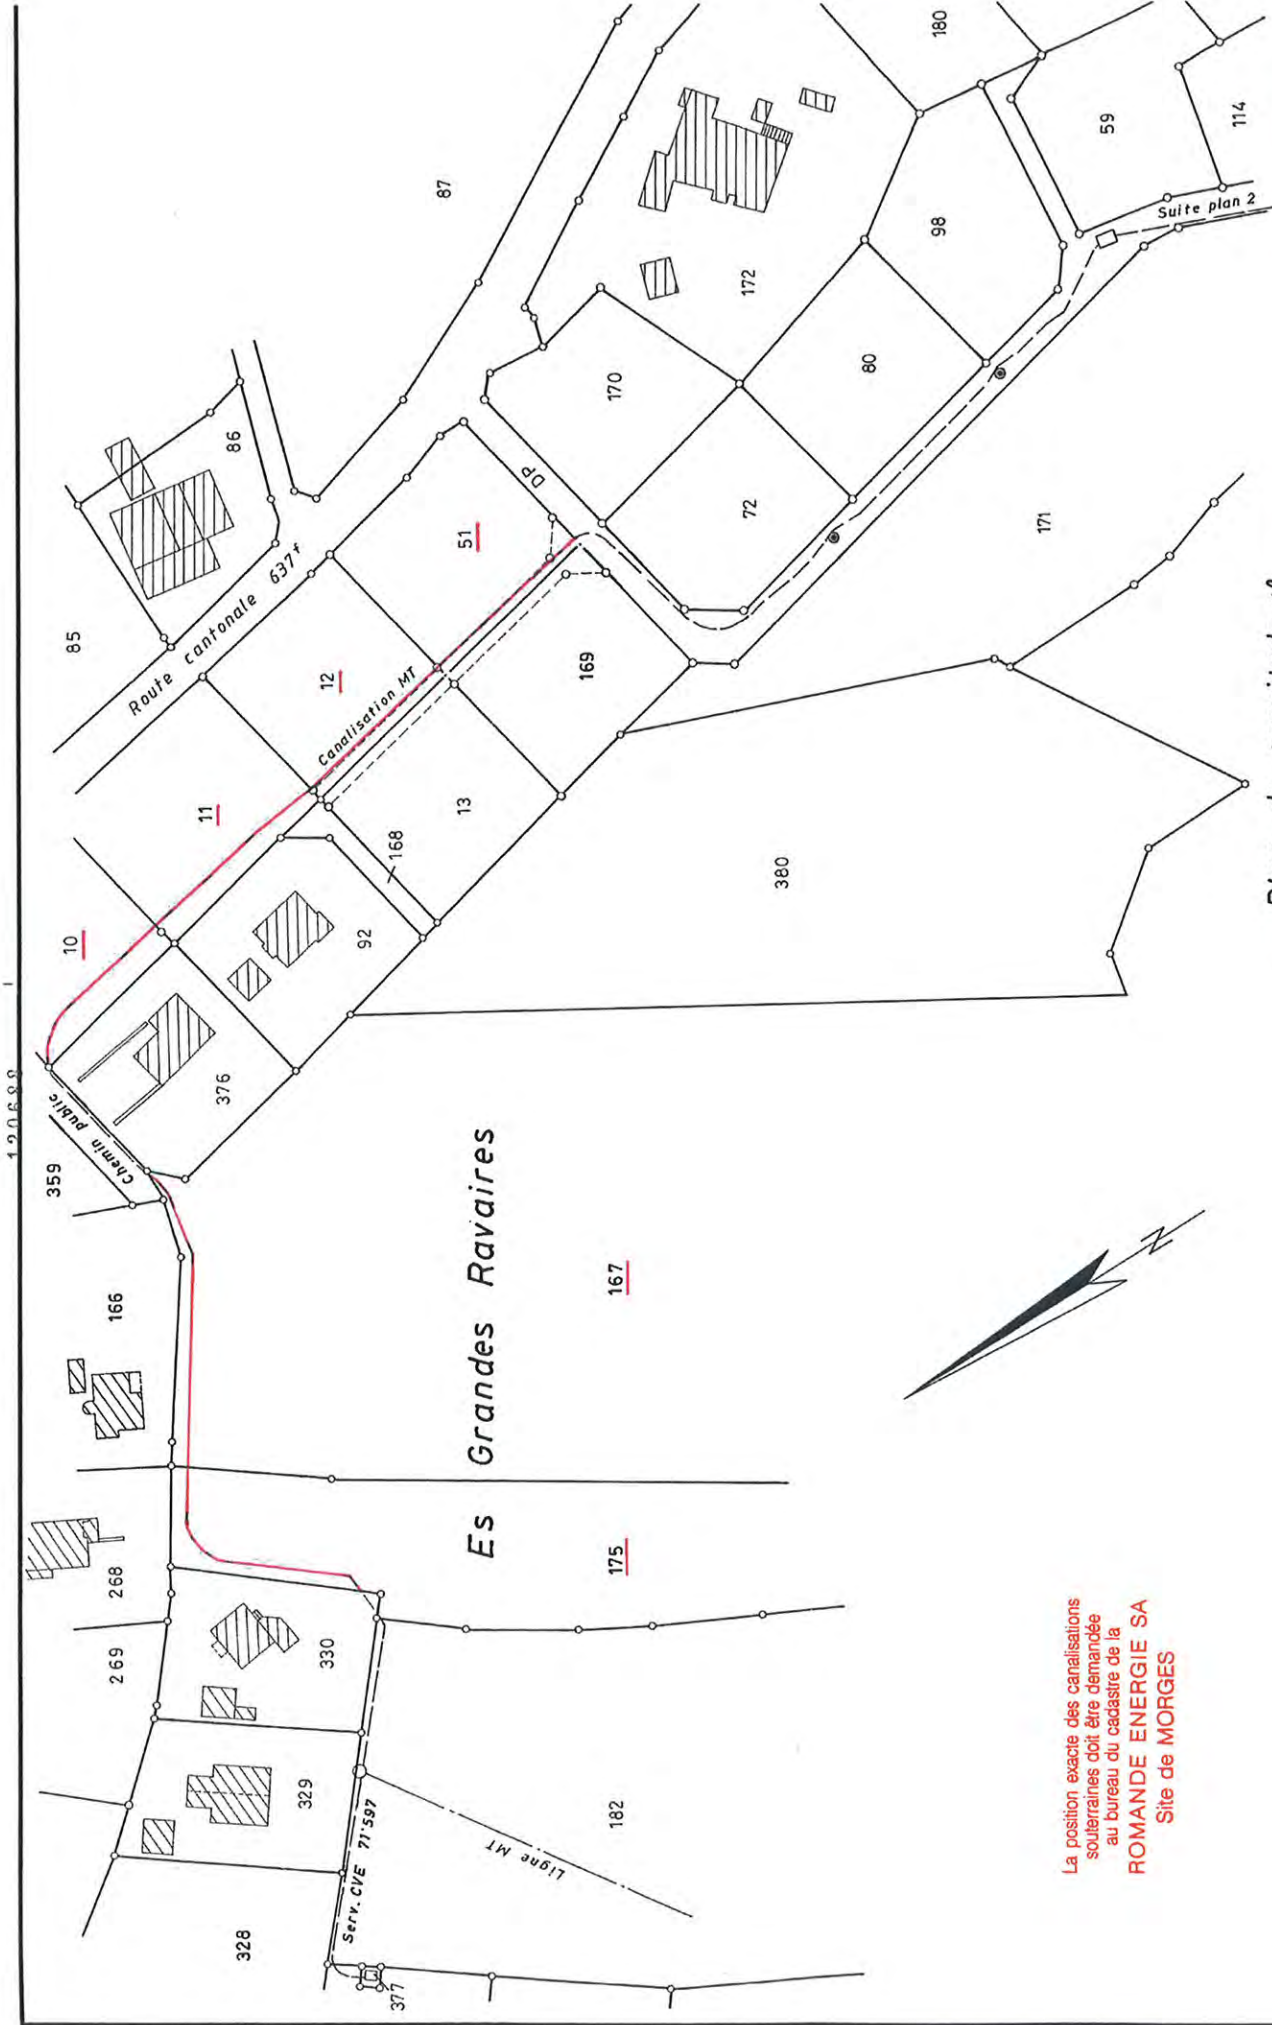 120688
180
59
114
Suite plan 2
87
98
172
80
170
86
DP
72
171
51
85
Route cantonale 637ᶠ
12
Canalisation MT
169
11
13
168
380
10
92
376
Chemin public
359
166
Es Grandes Ravaires
167
268
175
269
330
329
182
Serv. CVE 71'597
Ligne MT
328
377
N
La position exacte des canalisations
souterraines doit être demandée
au bureau du cadastre de la
ROMANDE ENERGIE SA
Site de MORGES